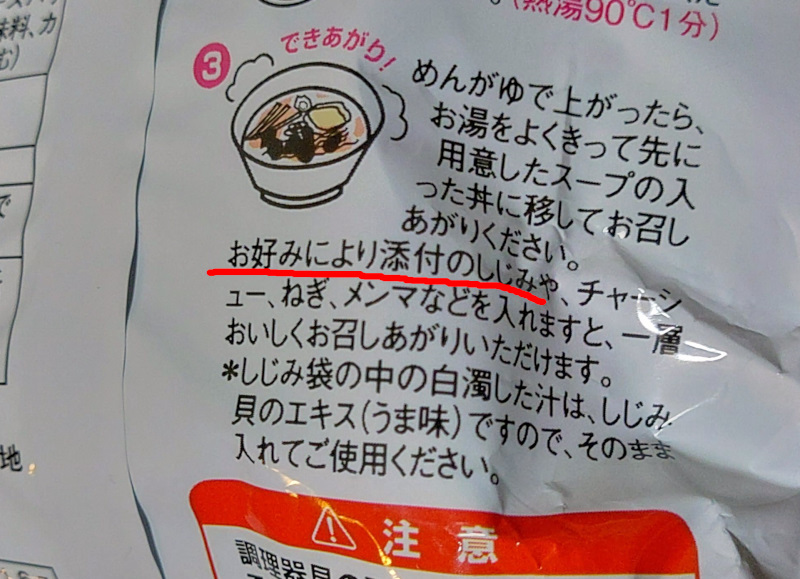 味料、カ
む)
。(熱湯90℃1分)
3
できあがり!
めんがゆで上がったら、
お湯をよくきって先に
用意したスープの入
った丼に移してお召し
あがりください。
お好みにより添付のしじみや、チャーシ
ュー、ねぎ、メンマなどを入れますと、一層
おいしくお召しあがりいただけます。
*しじみ袋の中の白濁した汁は、しじみ
貝のエキス(うま味)ですので、そのまま
入れてご使用ください。
で
地
注意